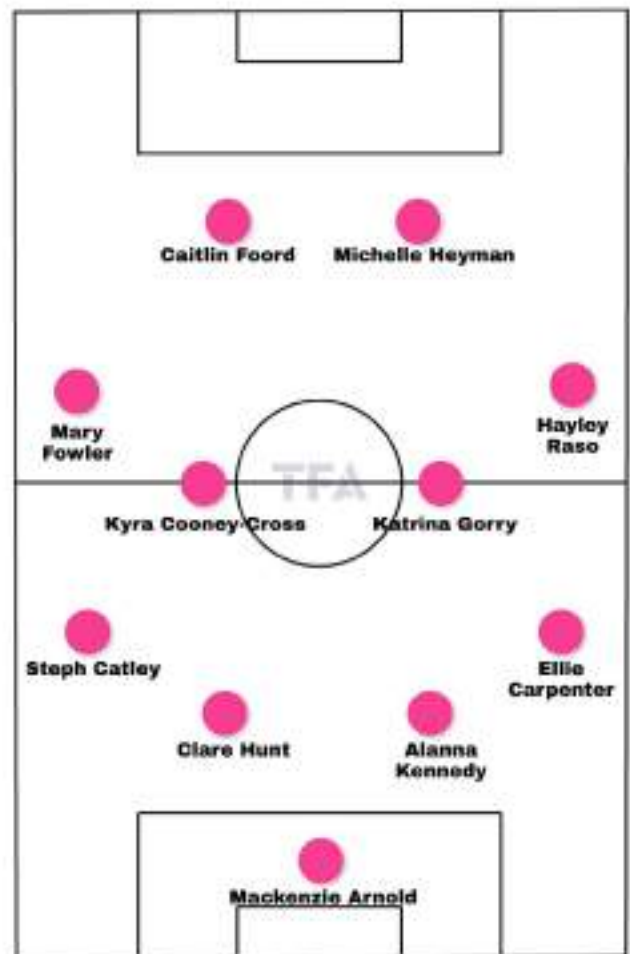 Caitlin Foord
Michelle Heyman
Mary
Fowler
Hayley
Raso
TFA
Kyra Cooney-Cross
Katrina Gorry
Steph Catley
Ellie
Carpenter
Clare Hunt
Alanna
Kennedy
Mackenzie Arnold